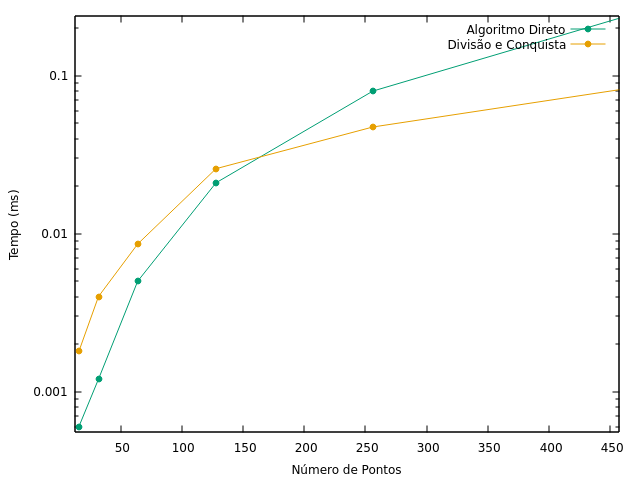 Algoritmo Direto
Divisão e Conquista
0.1
0.01
0.001
Tempo (ms)
50 100 150 200 250 300 350 400 450
Número de Pontos